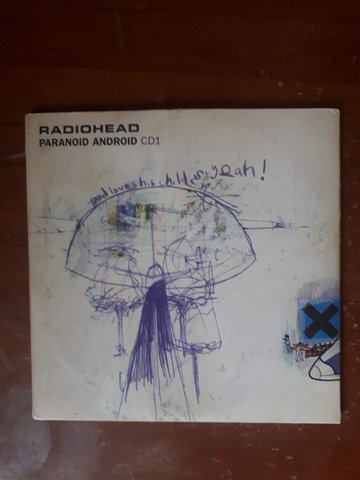 RADIOHEAD
PARANOID ANDROID CD1
god loves his children, yeah!